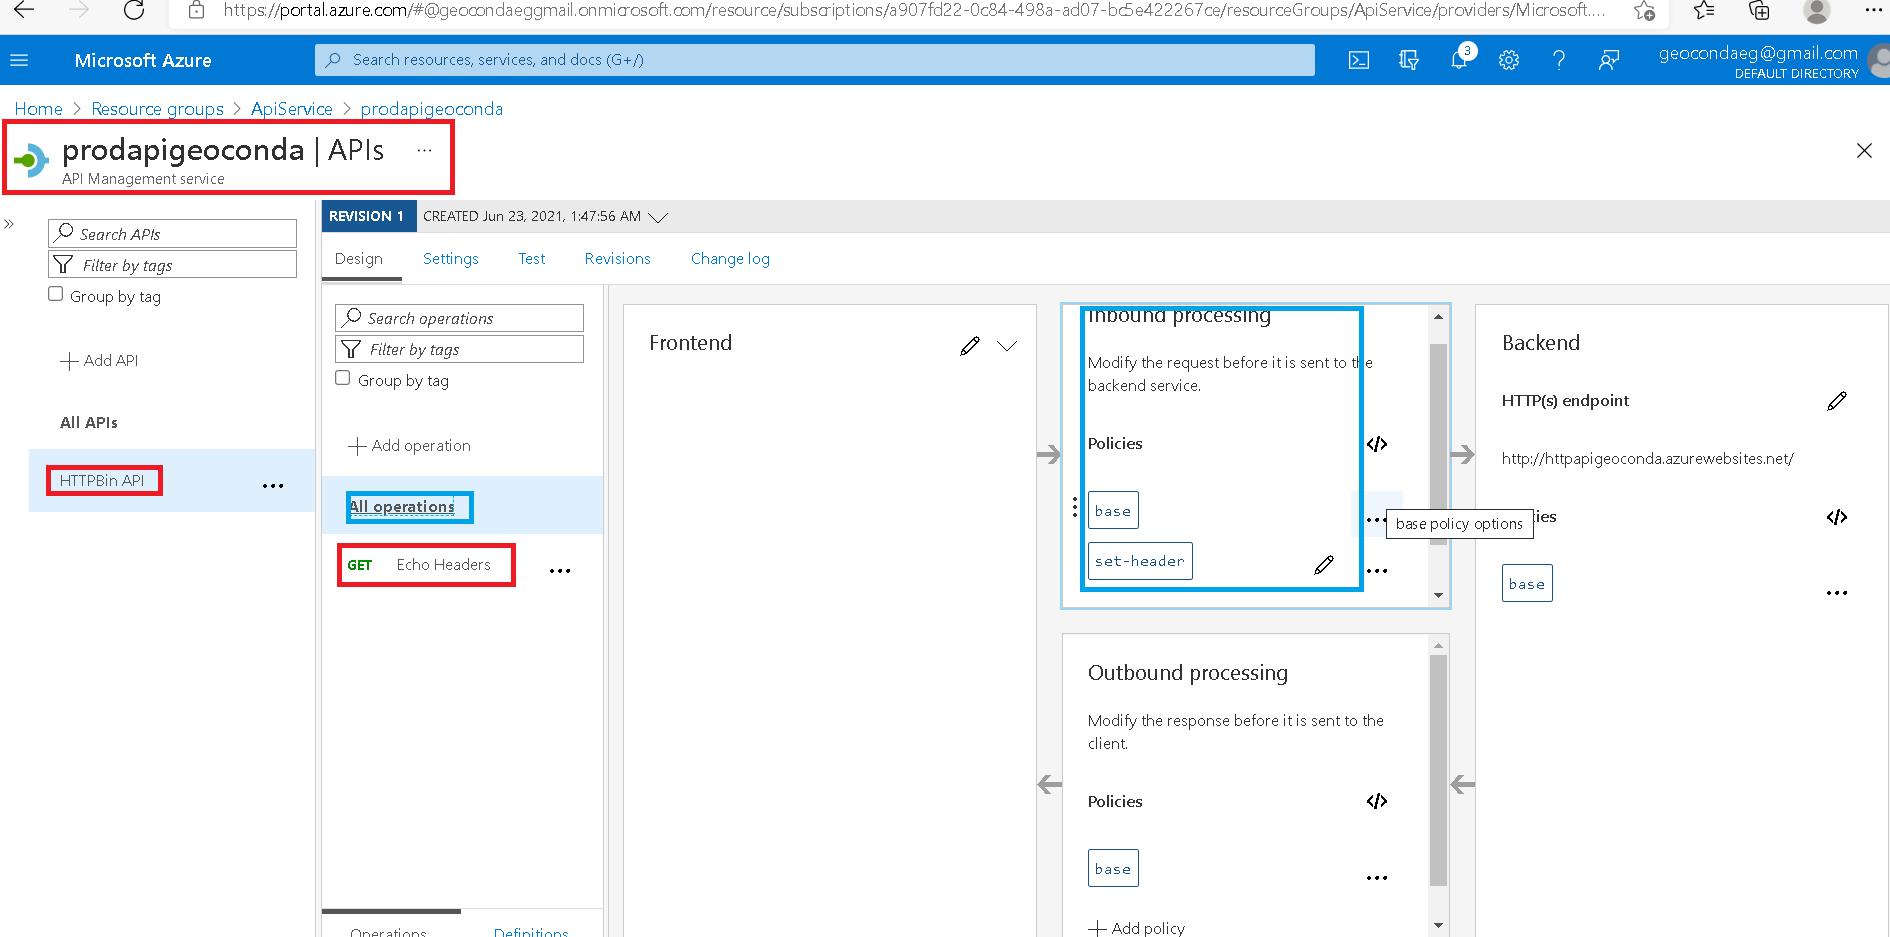 https://portal.azure.com/#@geocondaeggmail.onmicrosoft.com/resource/subscriptions/a907fd22-0c84-498a-ad07-bc5e422267ce/resourceGroups/ApiService/providers/Microsoft....
Microsoft Azure
Search resources, services, and docs (G+/)
3
geocondaeg@gmail.com
DEFAULT DIRECTORY
Home > Resource groups > ApiService > prodapigeoconda
prodapigeoconda | APIs ...
API Management service
» Search APIs
Filter by tags
Group by tag
+ Add API
All APIs
HTTPBin API ...
REVISION 1 CREATED Jun 23, 2021, 1:47:56 AM
Design Settings Test Revisions Change log
Search operations
Filter by tags
Group by tag
+ Add operation
All operations
GET Echo Headers ...
Operations Definitions
Frontend
Inbound processing
Modify the request before it is sent to the
backend service.
Policies </>
base ...
base policy options
set-header ...
Outbound processing
Modify the response before it is sent to the
client.
Policies </>
base ...
+ Add policy
Backend
HTTP(s) endpoint
http://httpapigeoconda.azurewebsites.net/
ies </>
base ...